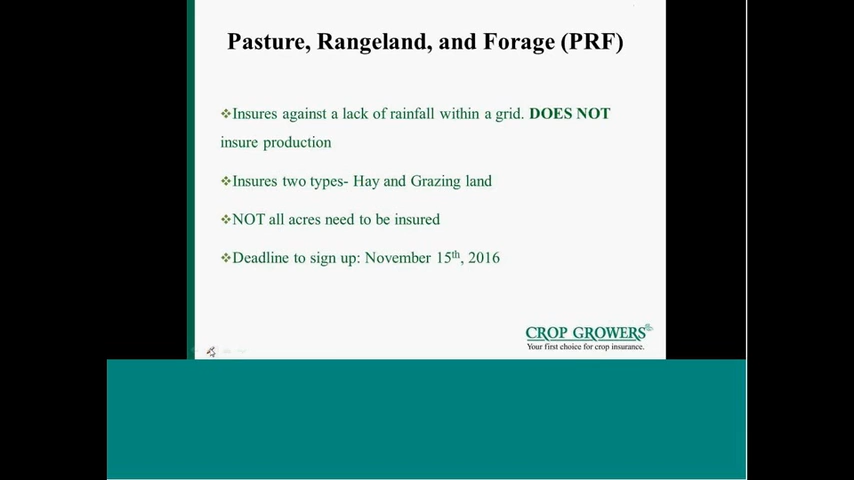 Pasture, Rangeland, and Forage (PRF)
❖Insures against a lack of rainfall within a grid. DOES NOT
insure production
❖Insures two types- Hay and Grazing land
❖NOT all acres need to be insured
❖Deadline to sign up: November 15th, 2016
CROP GROWERS
Your first choice for crop insurance.